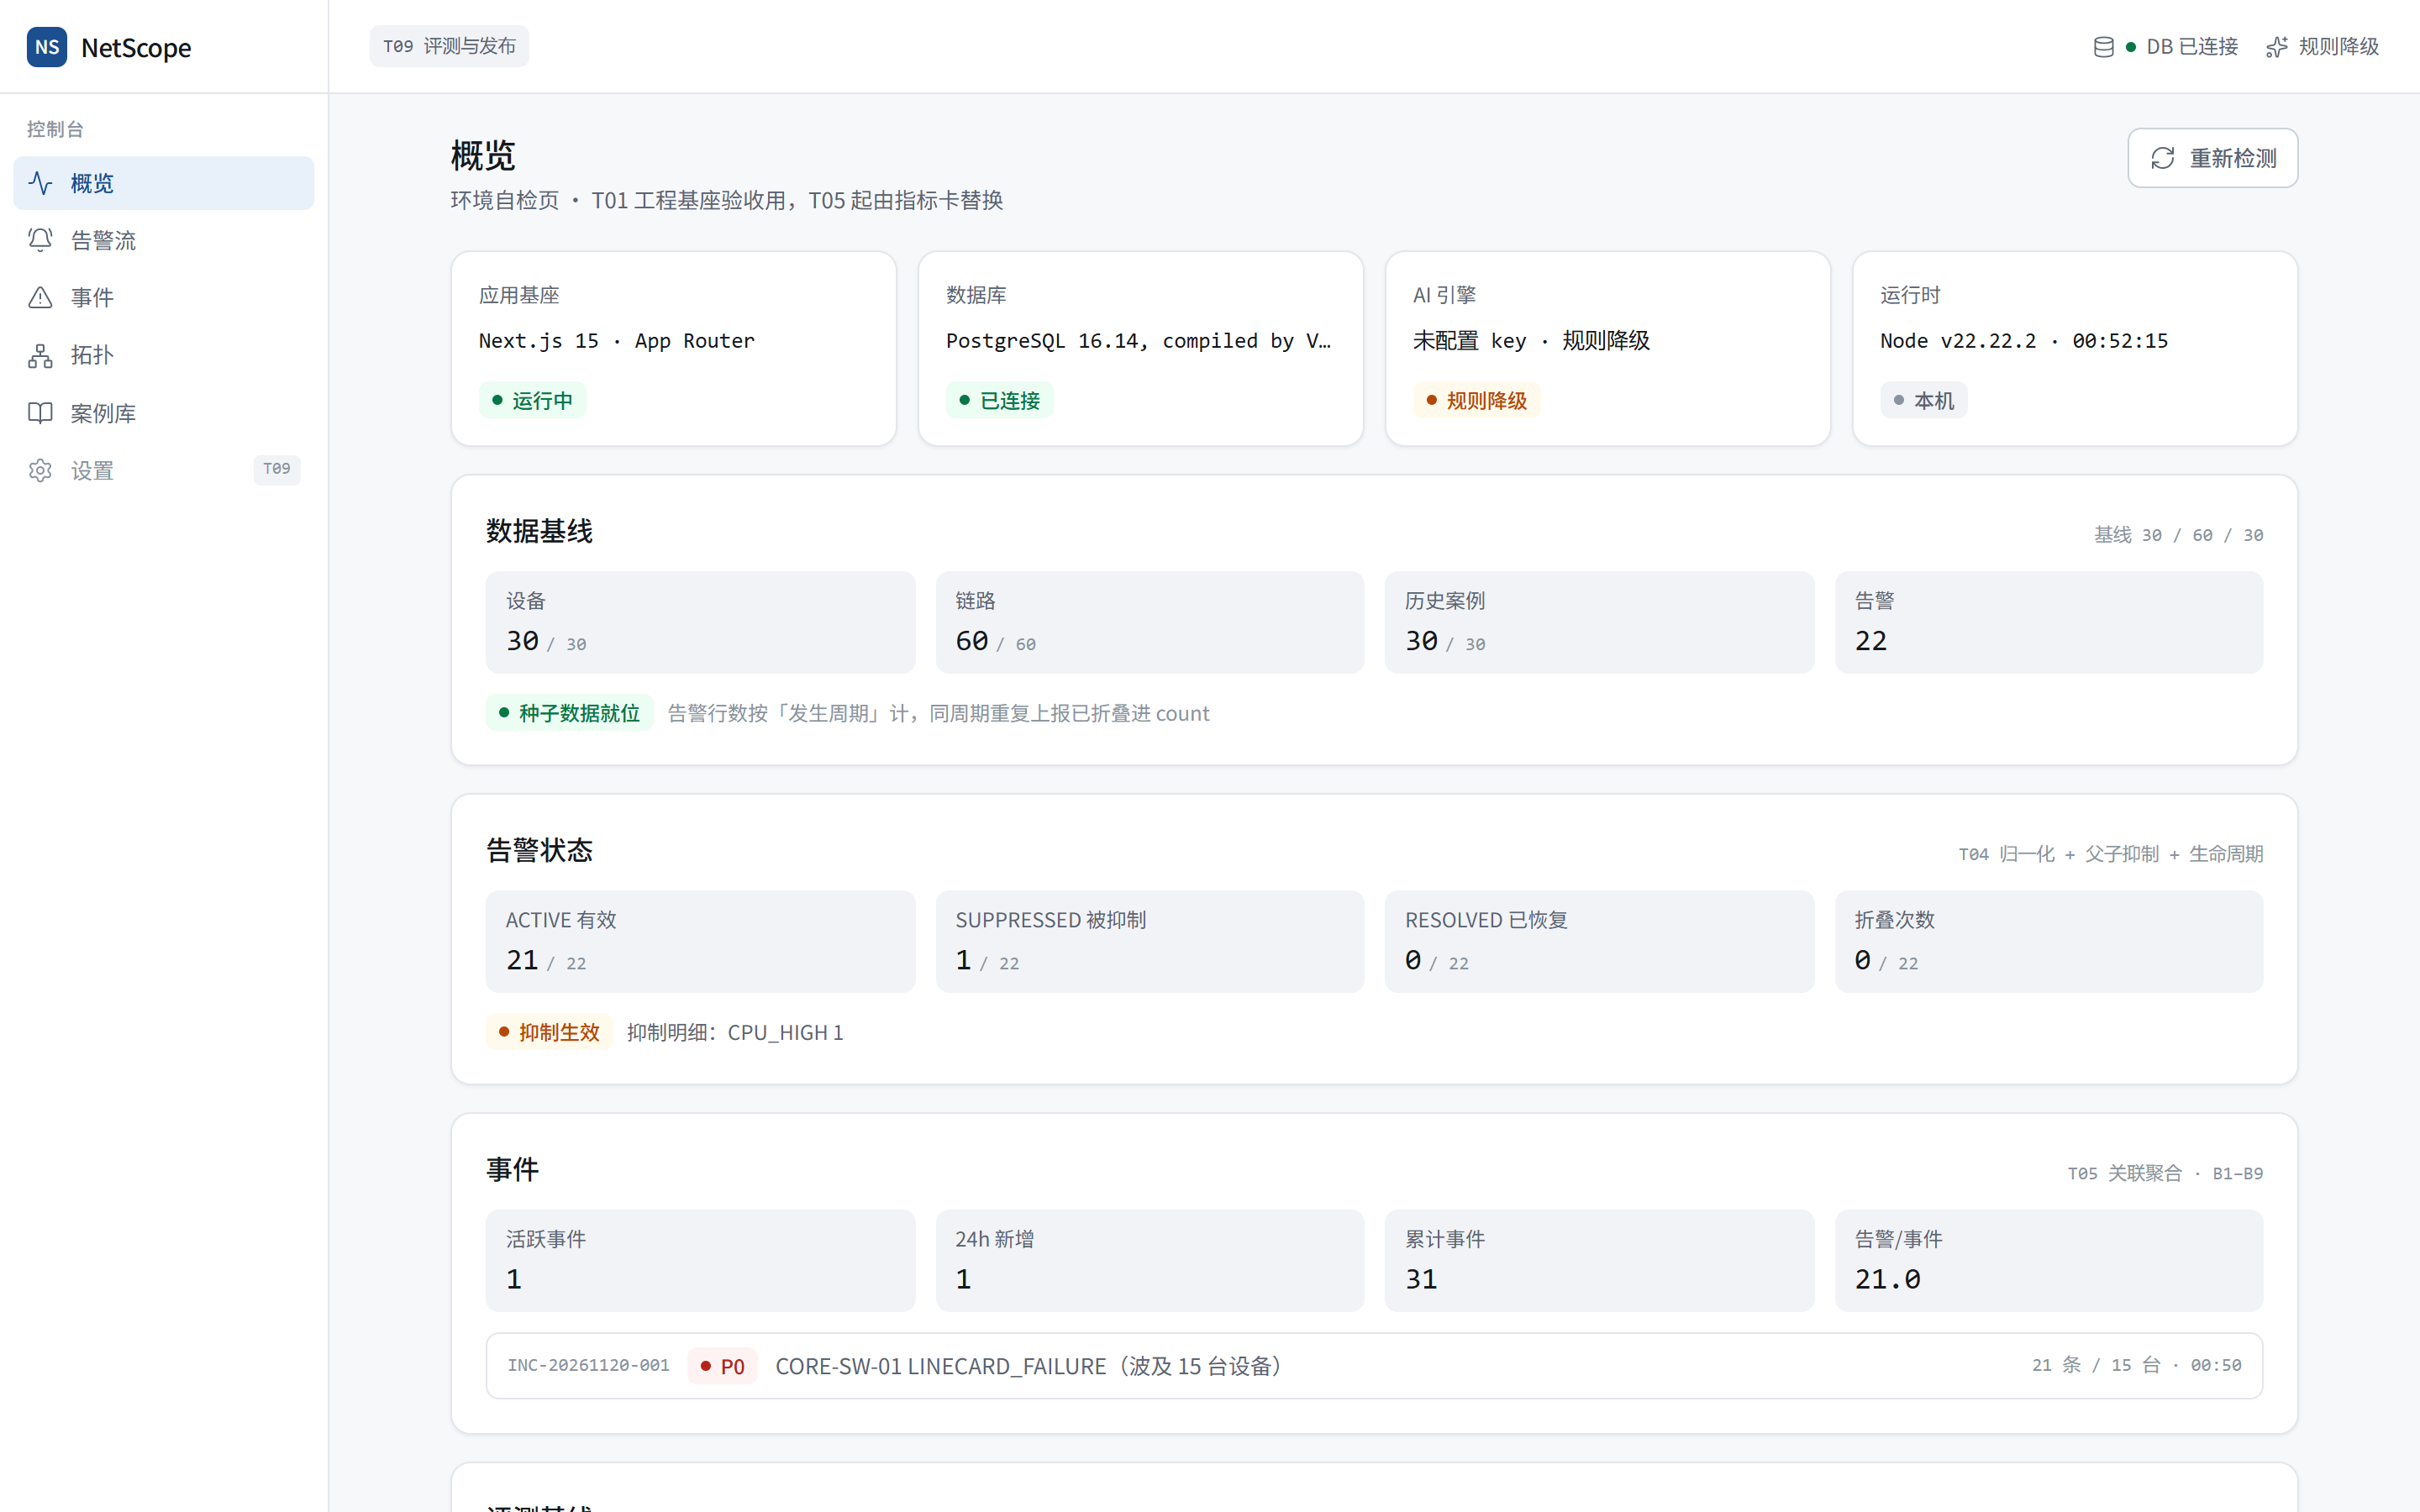 NS NetScope
T09 评测与发布
DB 已连接
规则降级
控制台
概览
告警流
事件
拓扑
案例库
设置 T09
概览
重新检测
环境自检页 · T01 工程基座验收用，T05 起由指标卡替换
应用基座
Next.js 15 · App Router
运行中
数据库
PostgreSQL 16.14, compiled by V…
已连接
AI 引擎
未配置 key · 规则降级
规则降级
运行时
Node v22.22.2 · 00:52:15
本机
数据基线
基线 30 / 60 / 30
设备
30 / 30
链路
60 / 60
历史案例
30 / 30
告警
22
种子数据就位 告警行数按「发生周期」计，同周期重复上报已折叠进 count
告警状态
T04 归一化 + 父子抑制 + 生命周期
ACTIVE 有效
21 / 22
SUPPRESSED 被抑制
1 / 22
RESOLVED 已恢复
0 / 22
折叠次数
0 / 22
抑制生效 抑制明细：CPU_HIGH 1
事件
T05 关联聚合 · B1–B9
活跃事件
1
24h 新增
1
累计事件
31
告警/事件
21.0
INC-20261120-001 P0 CORE-SW-01 LINECARD_FAILURE（波及 15 台设备） 21 条 / 15 台 · 00:50